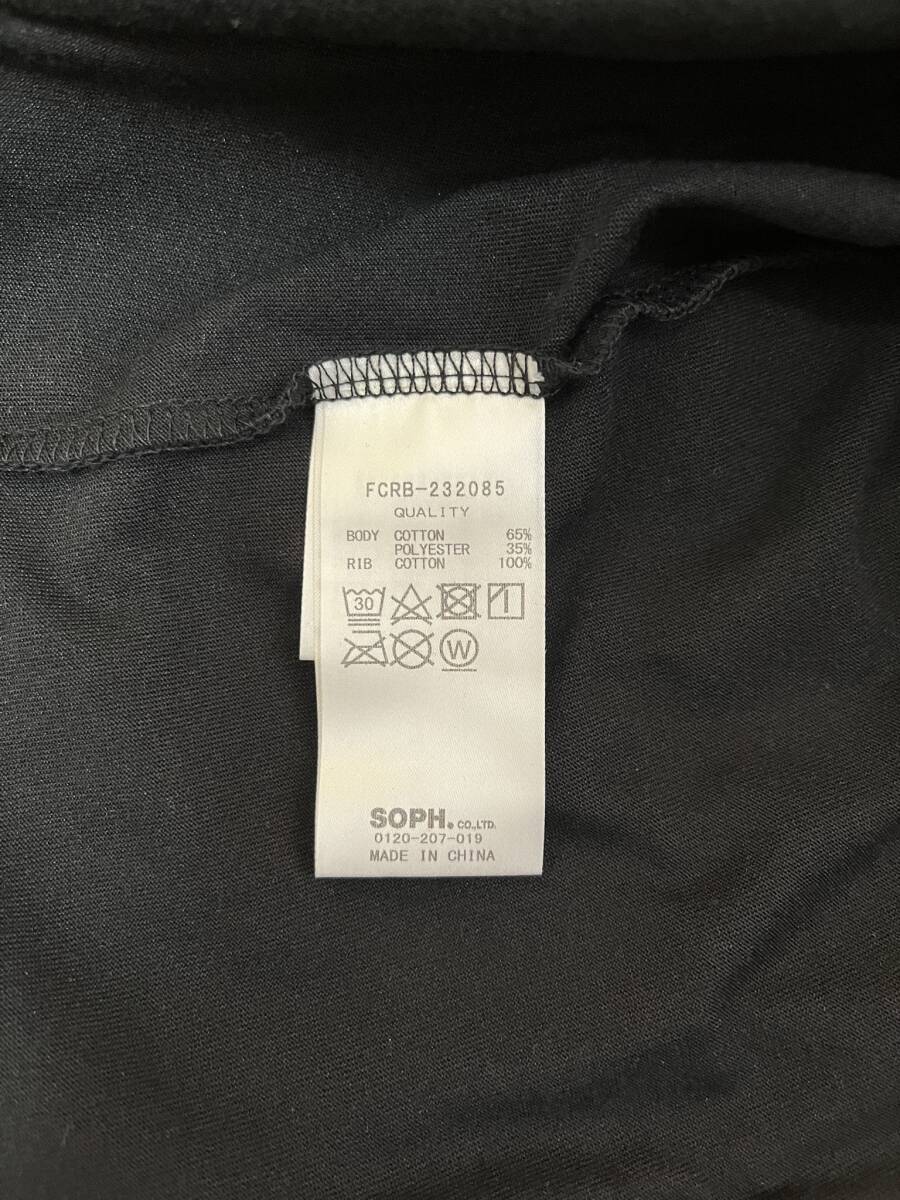 FCRB-232085
QUALITY
BODY COTTON 65%
POLYESTER 35%
RIB COTTON 100%
30
W
SOPH. CO.,LTD.
0120-207-019
MADE IN CHINA